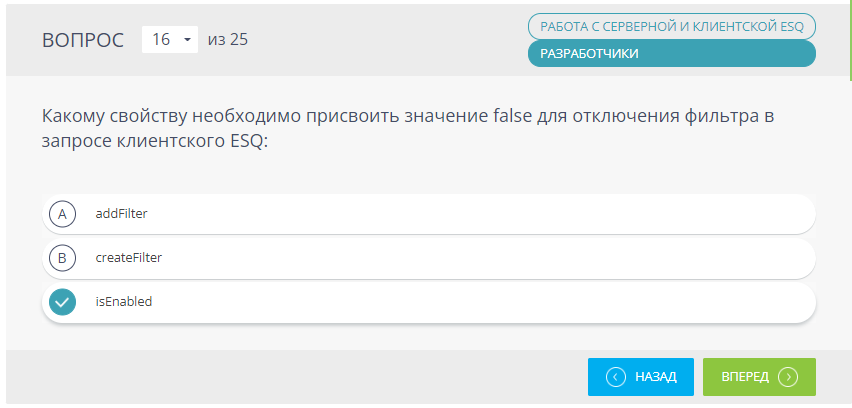 ВОПРОС 16 из 25
РАБОТА С СЕРВЕРНОЙ И КЛИЕНТСКОЙ ESQ
РАЗРАБОТЧИКИ
Какому свойству необходимо присвоить значение false для отключения фильтра в
запросе клиентского ESQ:
A addFilter
B createFilter
isEnabled
НАЗАД ВПЕРЕД